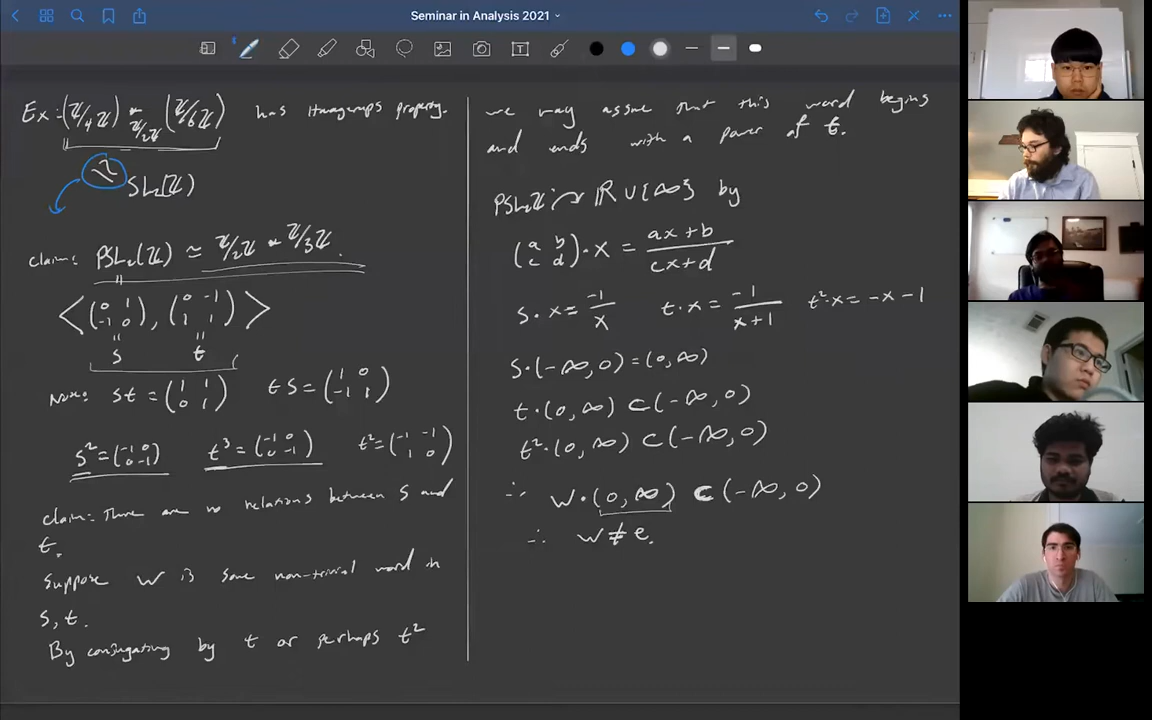 Seminar in Analysis 2021
Ex: (ℤ/4ℤ) *_{ℤ/2ℤ} (ℤ/6ℤ) has Haagerups property.
≃ SL₂(ℤ)
claim: PSL₂(ℤ) ≃ ℤ/2ℤ * ℤ/3ℤ.
〈(0 1; -1 0), (0 -1; 1 1)〉
s t
Note: st = (1 1; 0 1) ts = (1 0; -1 1)
s² = (-1 0; 0 -1) t³ = (-1 0; 0 -1) t² = (-1 -1; 1 0)
claim: There are no relations between s and
t.
Suppose w is some non-trivial word in
s, t.
By conjugating by t or perhaps t²
we may assume that this word begins
and ends with a power of t.
PSL₂ℤ ↷ ℝ ∪ {∞} by
(a b; c d)·x = (ax+b)/(cx+d)
s·x = -1/x t·x = -1/(x+1) t²·x = -x-1
s·(-∞, 0) = (0, ∞)
t·(0, ∞) ⊂ (-∞, 0)
t²·(0, ∞) ⊂ (-∞, 0)
∴ w·(0, ∞) ⊂ (-∞, 0)
∴ w ≠ e.